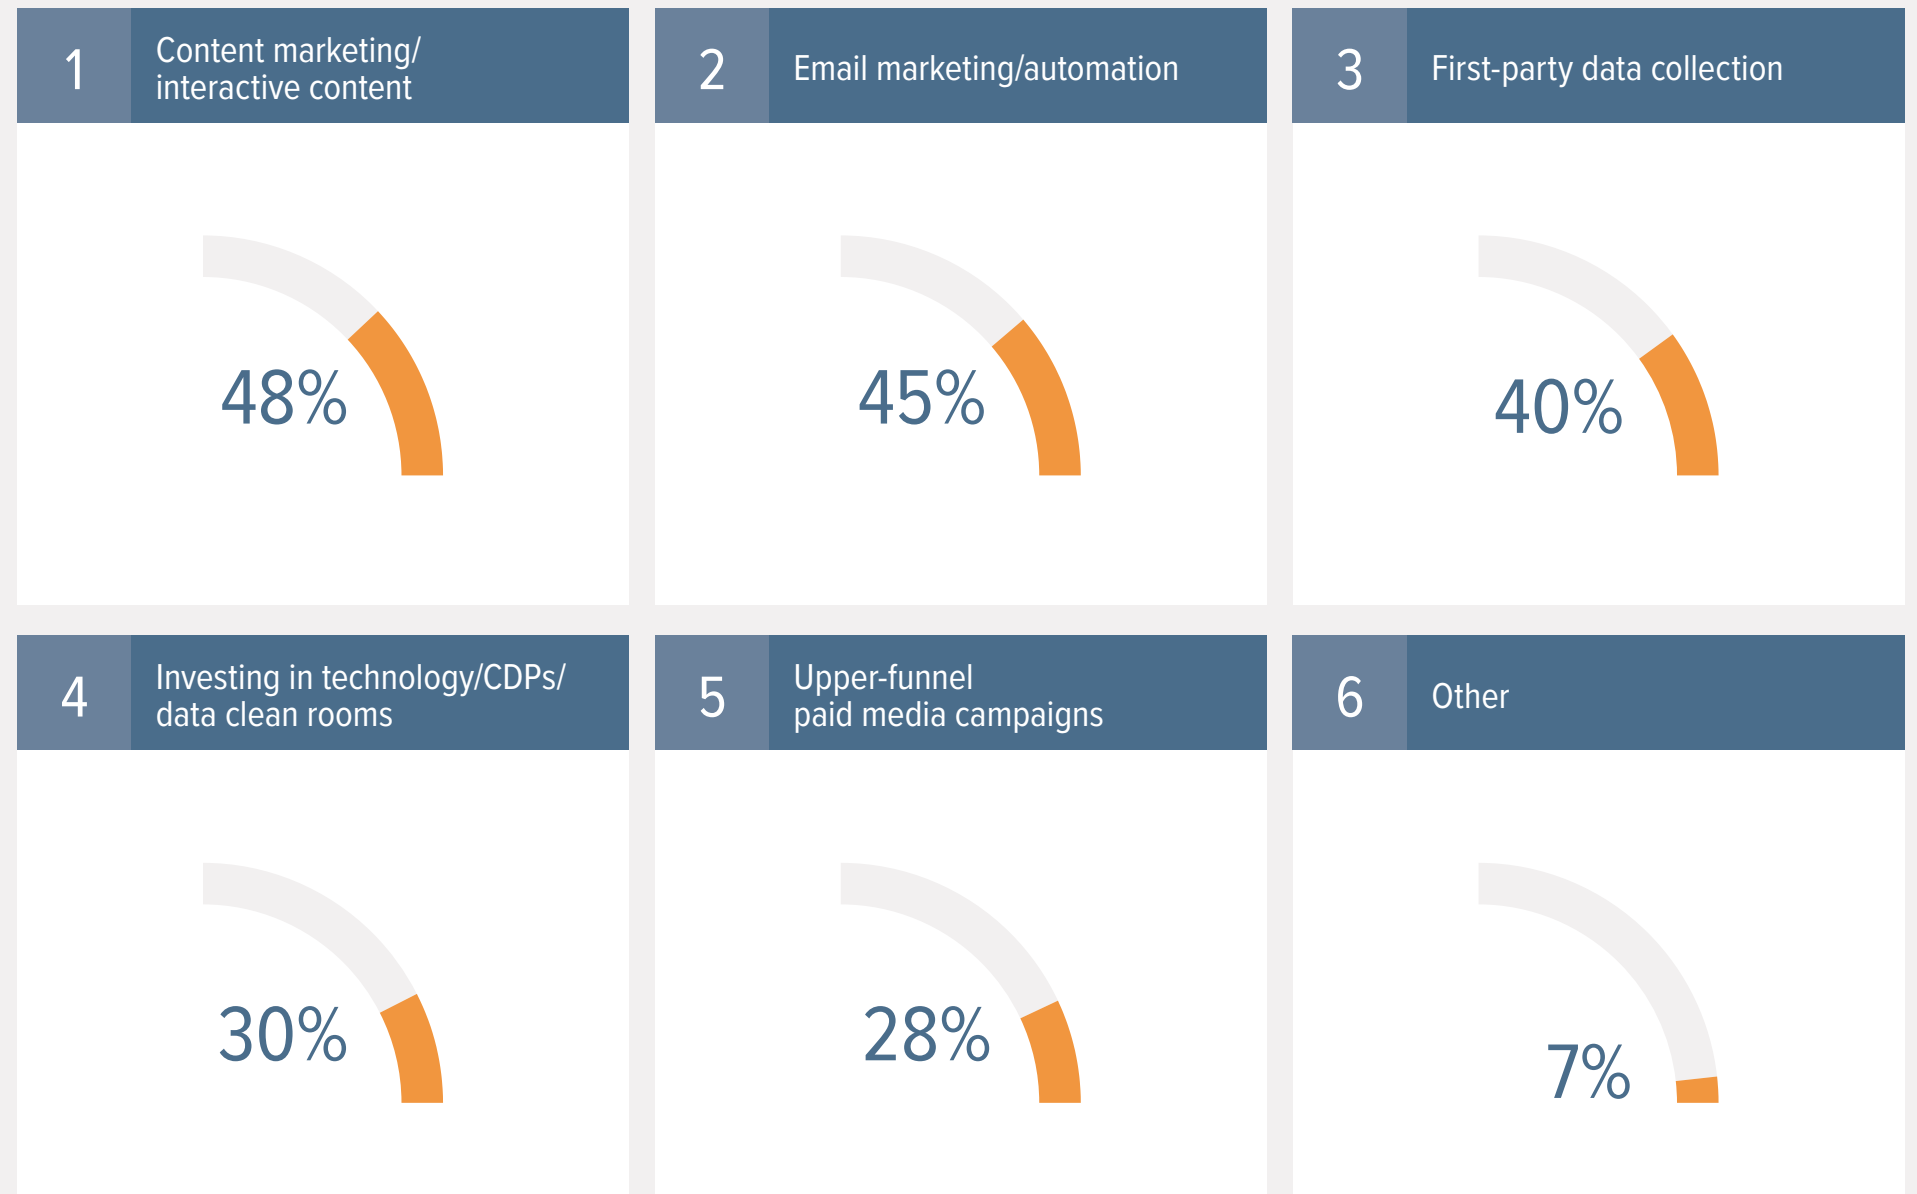 1
Content marketing/
interactive content
48%
2
Email marketing/automation
45%
3
First-party data collection
40%
4
Investing in technology/CDPs/
data clean rooms
30%
5
Upper-funnel
paid media campaigns
28%
6
Other
7%